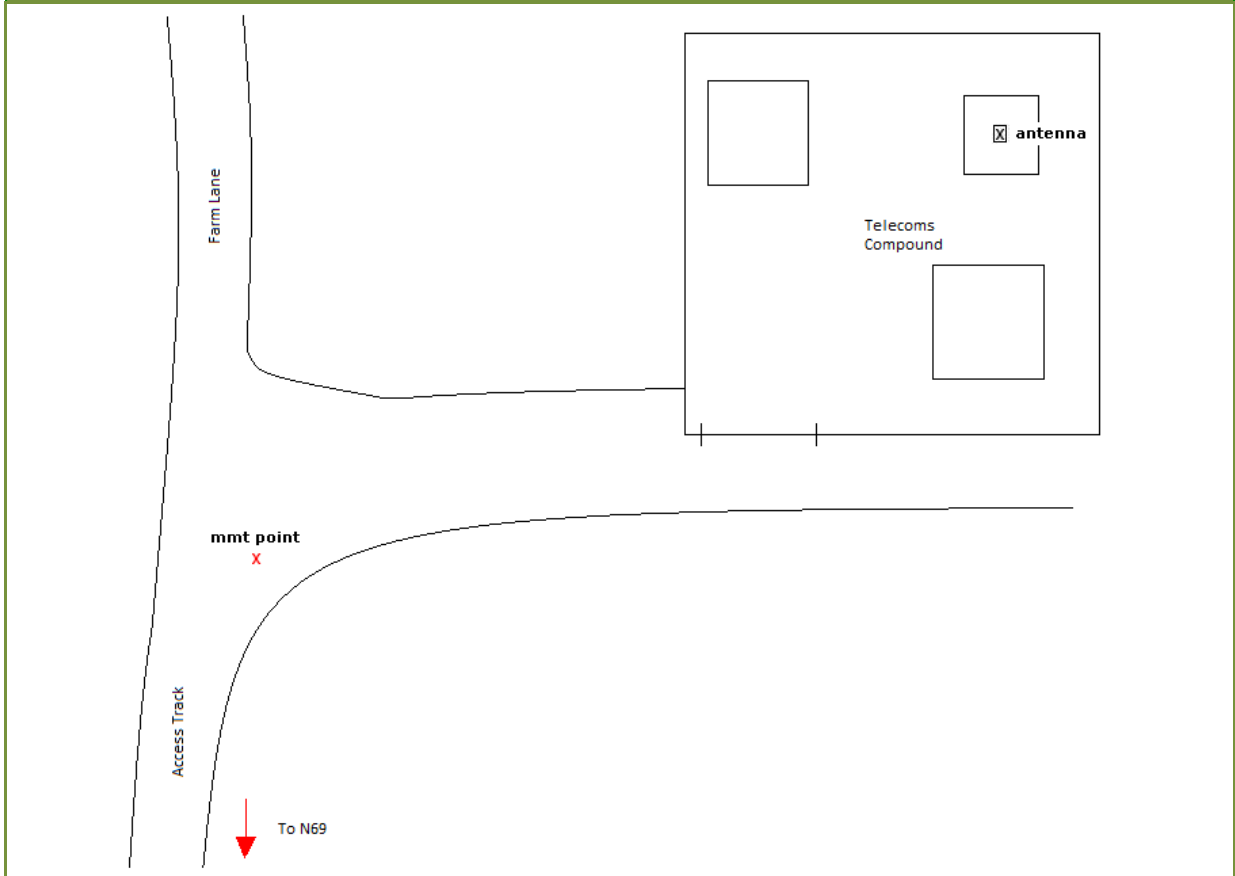 X antenna
Farm Lane
Telecoms
Compound
mmt point
X
Access Track
To N69